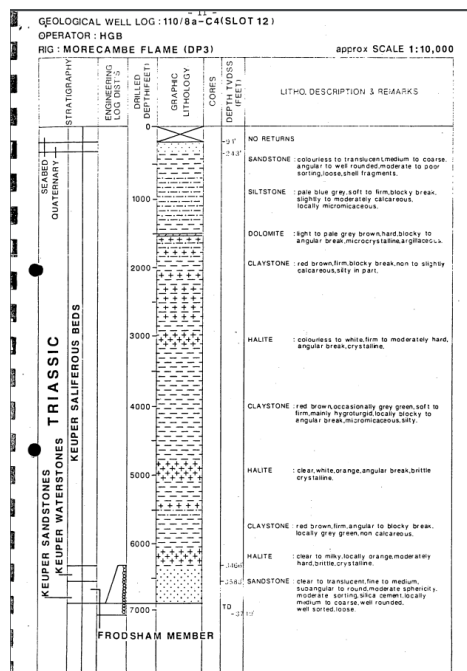 - 11 -
GEOLOGICAL WELL LOG : 110/8a-C4(SLOT 12)
OPERATOR : HGB
RIG : MORECAMBE FLAME (DP3)
approx SCALE 1:10,000
STRATIGRAPHY
ENGINEERING
LOG DIST'S
DRILLED
DEPTH(FEET)
GRAPHIC
LITHOLOGY
CORES
DEPTH TVDSS
(FEET)
LITHO, DESCRIPTION & REMARKS
0
NO RETURNS
SANDSTONE : colourless to translucent,medium to coarse,
angular to well rounded,moderate to poor
sorting,loose,shell fragments.
SEABED
QUATERNARY
SILTSTONE : pale blue grey,soft to firm,blocky break,
slightly to moderately calcareous,
locally micromicaceous.
1000
DOLOMITE : light to pale grey brown,hard,blocky to
angular break,microcrystalline,argillaceous.
CLAYSTONE : red brown,firm,blocky break,non to slightly
calcareous,silty in part.
2000
3000
HALITE : colourless to white,firm to moderately hard,
angular break,crystalline.
TRIASSIC
KEUPER SALIFEROUS BEDS
KEUPER WATERSTONES
KEUPER SANDSTONES
CLAYSTONE : red brown,occasionally grey green,soft to
firm,mainly hygroturgid,locally blocky to
angular break,micromicaceous,silty.
4000
HALITE : clear,white,orange,angular break,brittle
crystalline.
5000
CLAYSTONE : red brown,firm,angular to blocky break,
locally grey green,non calcareous.
6000
HALITE : clear to milky,locally orange,moderately
hard,brittle,crystalline.
SANDSTONE : clear to translucent,fine to medium,
subangular to round,moderate sphericity,
moderate sorting,silica cement,locally
medium to coarse,well rounded,
well sorted,loose.
TD
7000
FRODSHAM MEMBER